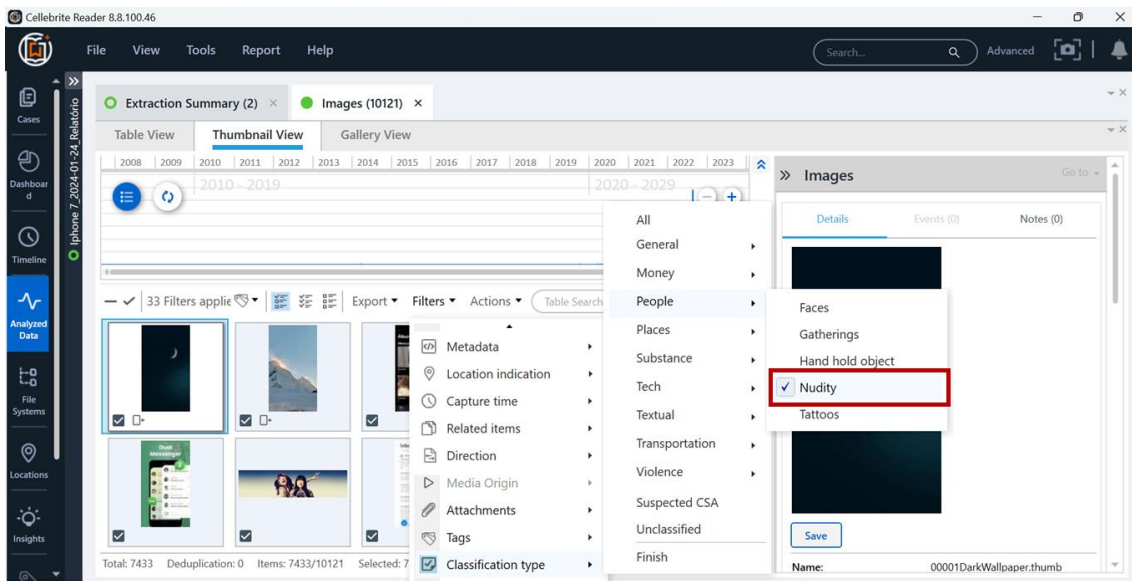 Cellebrite Reader 8.8.100.46
File View Tools Report Help
Search...
Advanced
Cases
Dashboar
d
Timeline
Analyzed
Data
File
Systems
Locations
Insights
Iphone 7_2024-01-24_Relatório
Extraction Summary (2)
Images (10121)
Table View Thumbnail View Gallery View
2008 2009 2010 2011 2012 2013 2014 2015 2016 2017 2018 2019 2020 2021 2022 2023
2010 - 2019 2020 - 2029
33 Filters applie
Export Filters Actions Table Search
Dual
Messenger
Total: 7433 Deduplication: 0 Items: 7433/10121 Selected: 7
Metadata
Location indication
Capture time
Related items
Direction
Media Origin
Attachments
Tags
Classification type
All
General
Money
People
Places
Substance
Tech
Textual
Transportation
Violence
Suspected CSA
Unclassified
Finish
Faces
Gatherings
Hand hold object
Nudity
Tattoos
Images
Go to
Details Events (0) Notes (0)
Save
Name: 00001DarkWallpaper.thumb